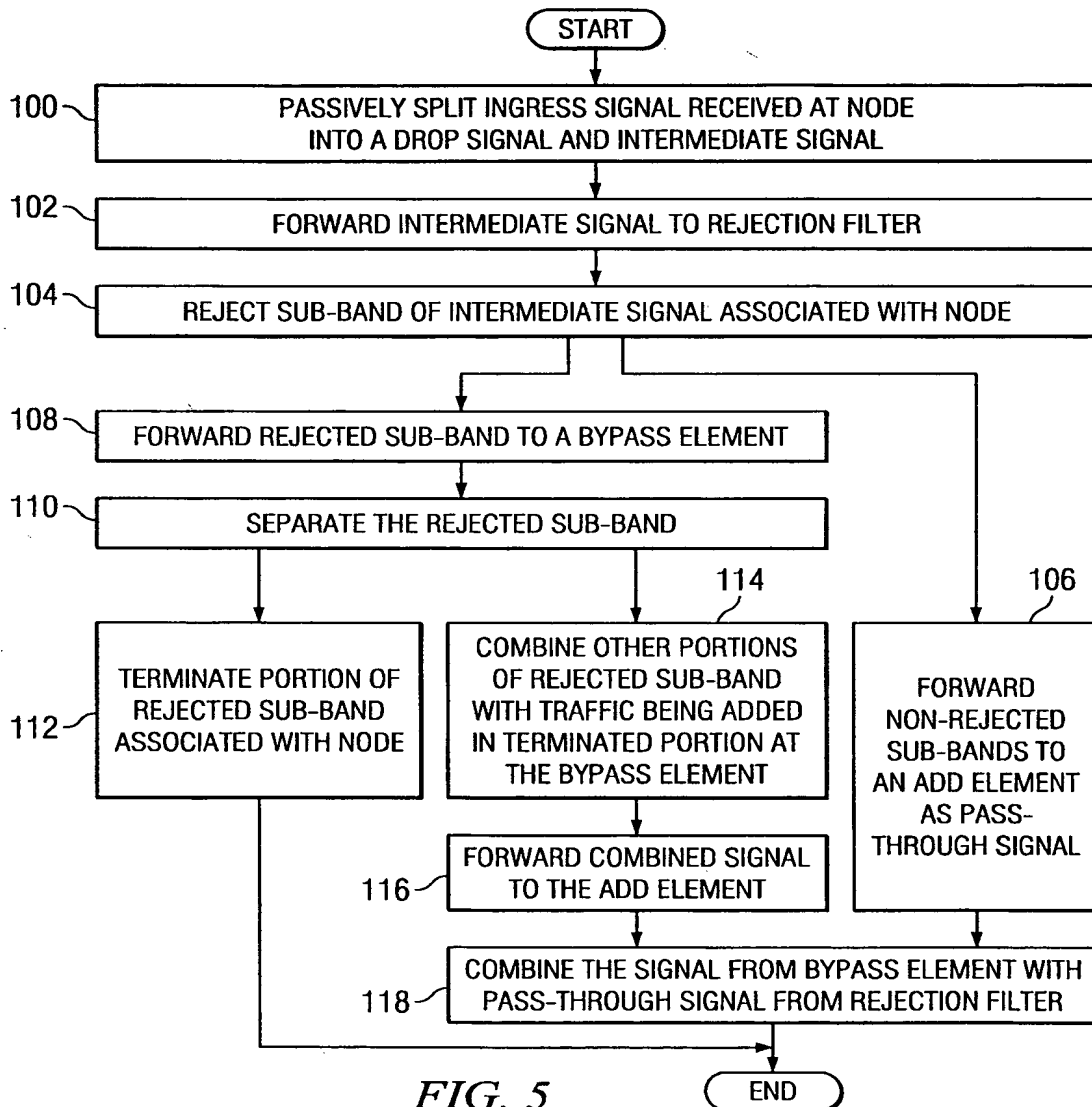 START
100
PASSIVELY SPLIT INGRESS SIGNAL RECEIVED AT NODE
INTO A DROP SIGNAL AND INTERMEDIATE SIGNAL
102
FORWARD INTERMEDIATE SIGNAL TO REJECTION FILTER
104
REJECT SUB-BAND OF INTERMEDIATE SIGNAL ASSOCIATED WITH NODE
108
FORWARD REJECTED SUB-BAND TO A BYPASS ELEMENT
110
SEPARATE THE REJECTED SUB-BAND
112
TERMINATE PORTION OF
REJECTED SUB-BAND
ASSOCIATED WITH NODE
114
COMBINE OTHER PORTIONS
OF REJECTED SUB-BAND
WITH TRAFFIC BEING ADDED
IN TERMINATED PORTION AT
THE BYPASS ELEMENT
106
FORWARD
NON-REJECTED
SUB-BANDS TO
AN ADD ELEMENT
AS PASS-
THROUGH SIGNAL
116
FORWARD COMBINED SIGNAL
TO THE ADD ELEMENT
118
COMBINE THE SIGNAL FROM BYPASS ELEMENT WITH
PASS-THROUGH SIGNAL FROM REJECTION FILTER
FIG. 5
END